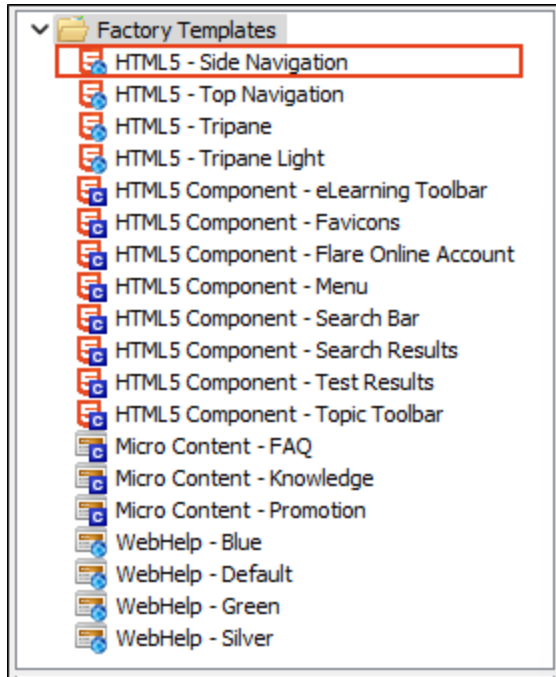 Factory Templates
HTML5 - Side Navigation
HTML5 - Top Navigation
HTML5 - Tripane
HTML5 - Tripane Light
HTML5 Component - eLearning Toolbar
HTML5 Component - Favicons
HTML5 Component - Flare Online Account
HTML5 Component - Menu
HTML5 Component - Search Bar
HTML5 Component - Search Results
HTML5 Component - Test Results
HTML5 Component - Topic Toolbar
Micro Content - FAQ
Micro Content - Knowledge
Micro Content - Promotion
WebHelp - Blue
WebHelp - Default
WebHelp - Green
WebHelp - Silver